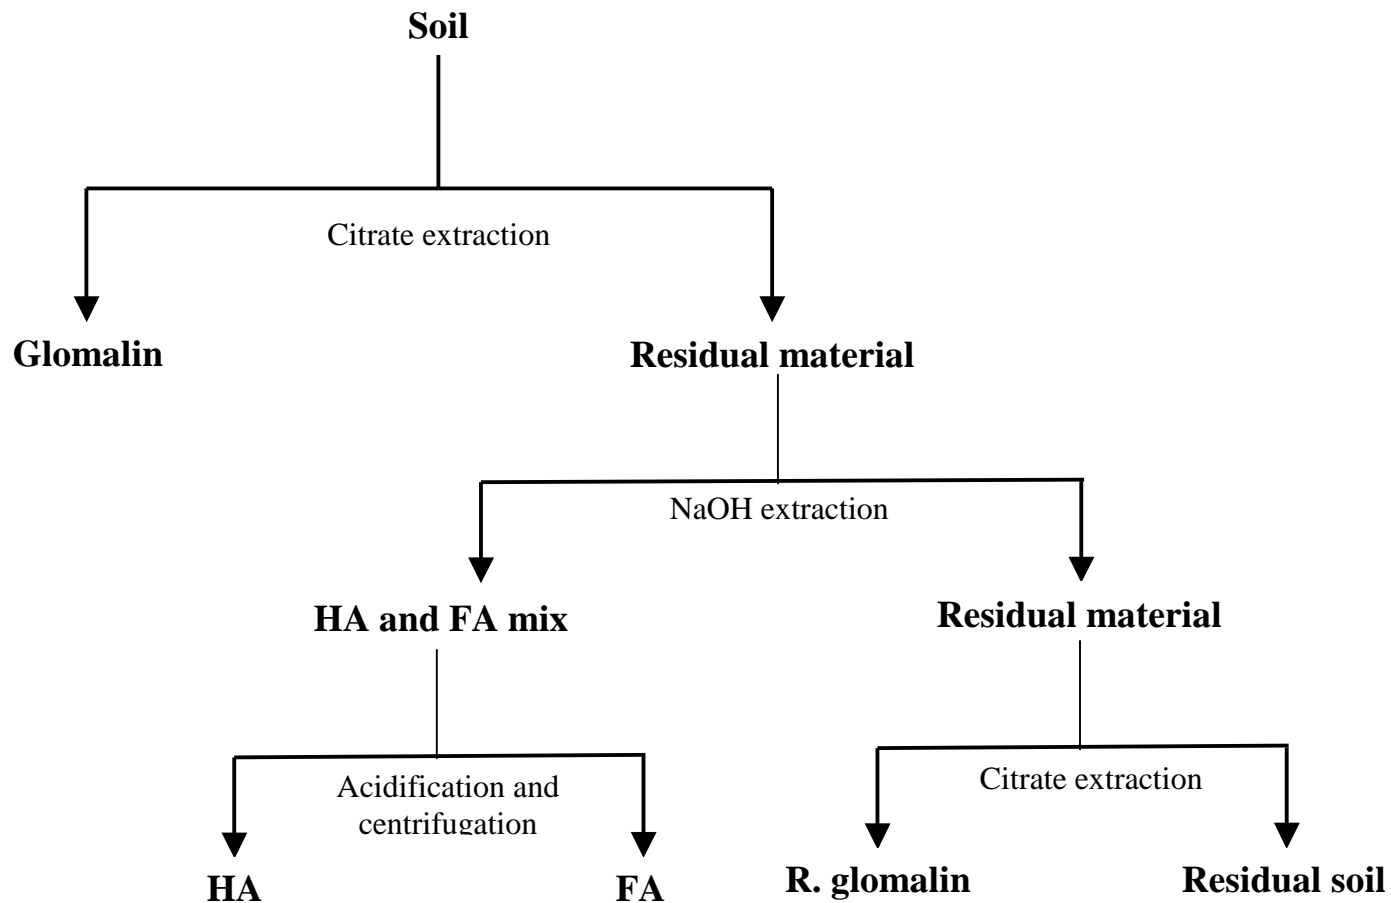 Soil
Citrate extraction
Glomalin
Residual material
NaOH extraction
HA and FA mix
Residual material
Acidification and
centrifugation
Citrate extraction
HA
FA
R. glomalin
Residual soil